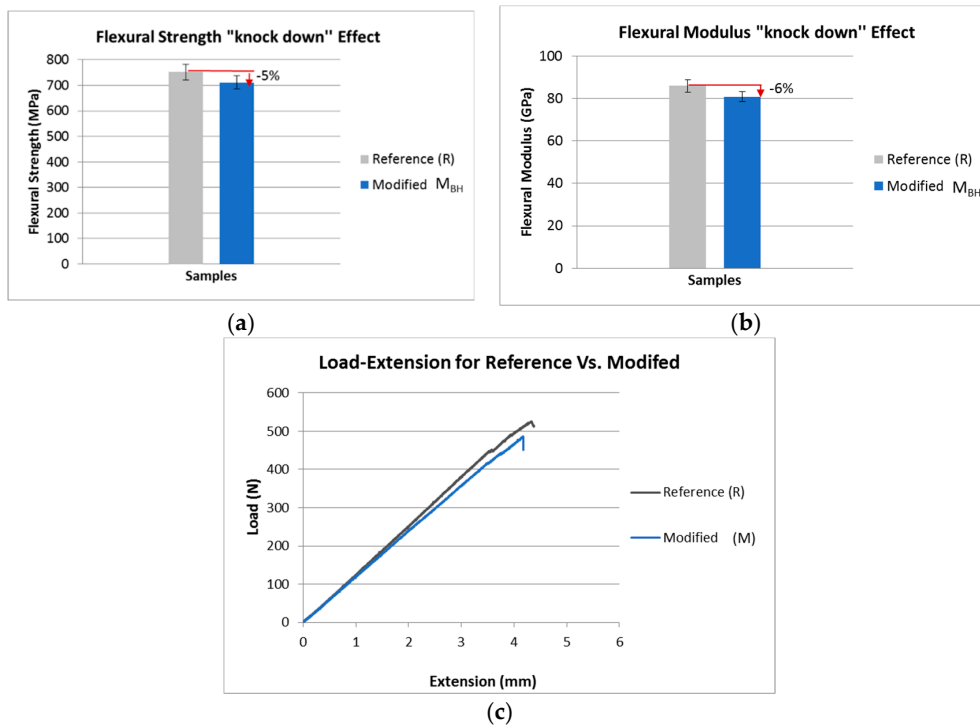 Flexural Strength "knock down'' Effect
Flexural Strength (MPa)
800
700
600
500
400
300
200
100
0
-5%
Reference (R)
Modified M_BH
Samples
(a)
Flexural Modulus "knock down'' Effect
Flexural Modulus (GPa)
100
80
60
40
20
0
-6%
Reference (R)
Modified M_BH
Samples
(b)
Load-Extension for Reference Vs. Modifed
Load (N)
600
500
400
300
200
100
0
0 1 2 3 4 5 6
Reference (R)
Modified (M)
Extension (mm)
(c)